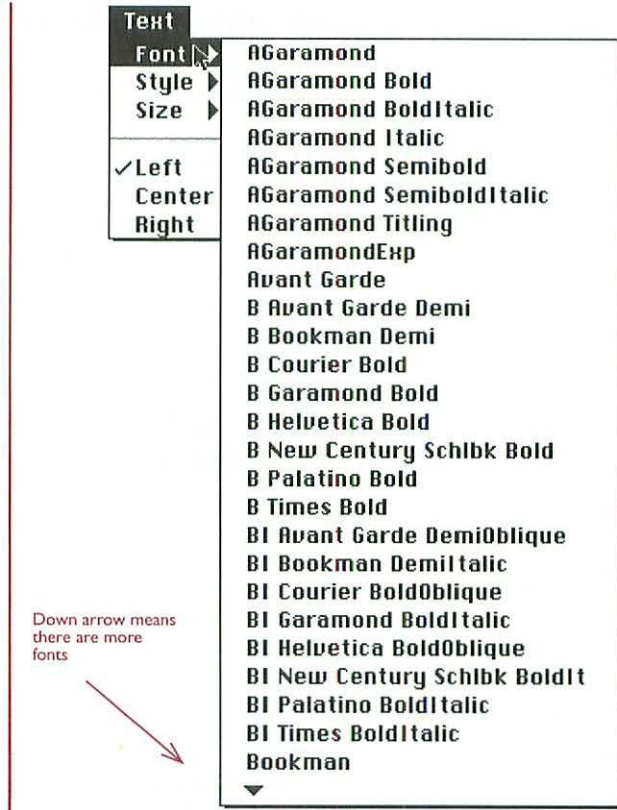 Text
Font
Style
Size
✓Left
Center
Right
AGaramond
AGaramond Bold
AGaramond BoldItalic
AGaramond Italic
AGaramond Semibold
AGaramond SemiboldItalic
AGaramond Titling
AGaramondExp
Avant Garde
B Avant Garde Demi
B Bookman Demi
B Courier Bold
B Garamond Bold
B Helvetica Bold
B New Century Schlbk Bold
B Palatino Bold
B Times Bold
BI Avant Garde DemiOblique
BI Bookman DemiItalic
BI Courier BoldOblique
BI Garamond BoldItalic
BI Helvetica BoldOblique
BI New Century Schlbk BoldIt
BI Palatino BoldItalic
BI Times BoldItalic
Bookman
Down arrow means
there are more
fonts